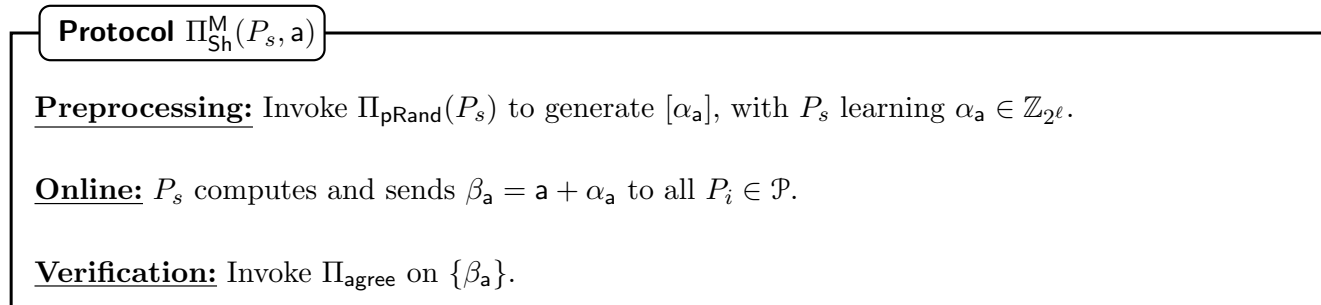 Protocol Π^M_Sh(P_s, a)
Preprocessing: Invoke Π_pRand(P_s) to generate [α_a], with P_s learning α_a ∈ ℤ_{2^ℓ}.
Online: P_s computes and sends β_a = a + α_a to all P_i ∈ 𝒫.
Verification: Invoke Π_agree on {β_a}.